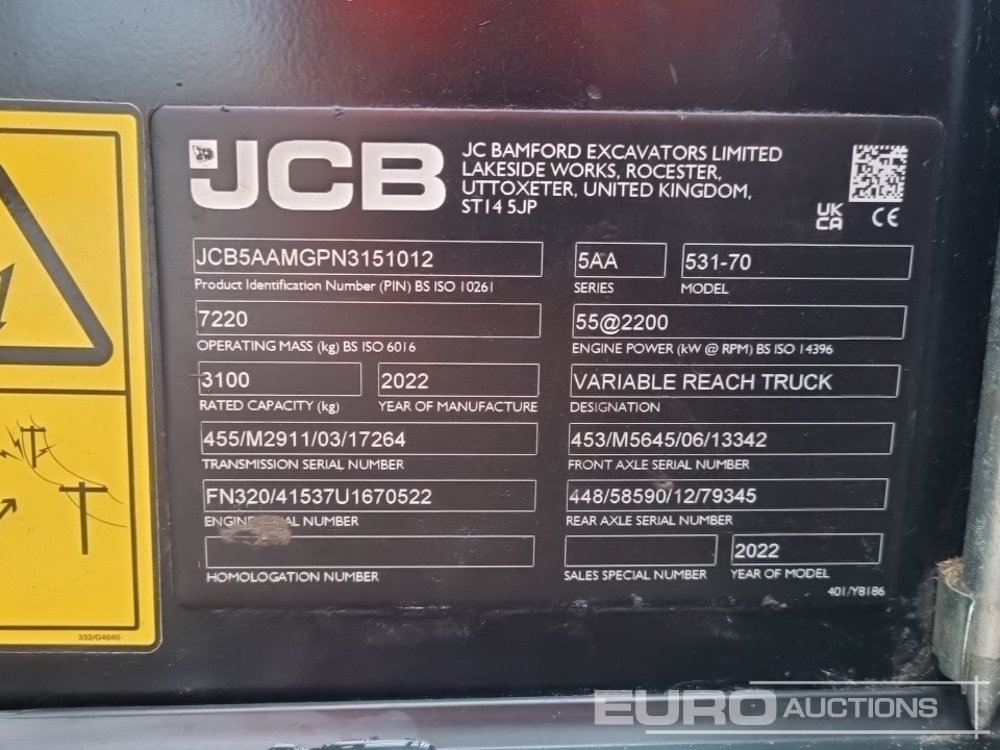 JCB
JC BAMFORD EXCAVATORS LIMITED
LAKESIDE WORKS, ROCESTER,
UTTOXETER, UNITED KINGDOM,
ST14 5JP
UK
CA CE
JCB5AAMGPN3151012
Product Identification Number (PIN) BS ISO 10261
5AA
SERIES
531-70
MODEL
7220
OPERATING MASS (kg) BS ISO 6016
55@2200
ENGINE POWER (kW @ RPM) BS ISO 14396
3100
RATED CAPACITY (kg)
2022
YEAR OF MANUFACTURE
VARIABLE REACH TRUCK
DESIGNATION
455/M2911/03/17264
TRANSMISSION SERIAL NUMBER
453/M5645/06/13342
FRONT AXLE SERIAL NUMBER
FN320/41537U1670522
ENGINE SERIAL NUMBER
448/58590/12/79345
REAR AXLE SERIAL NUMBER
HOMOLOGATION NUMBER
SALES SPECIAL NUMBER
2022
YEAR OF MODEL
401/Y8186
332/G4040
EURO AUCTIONS